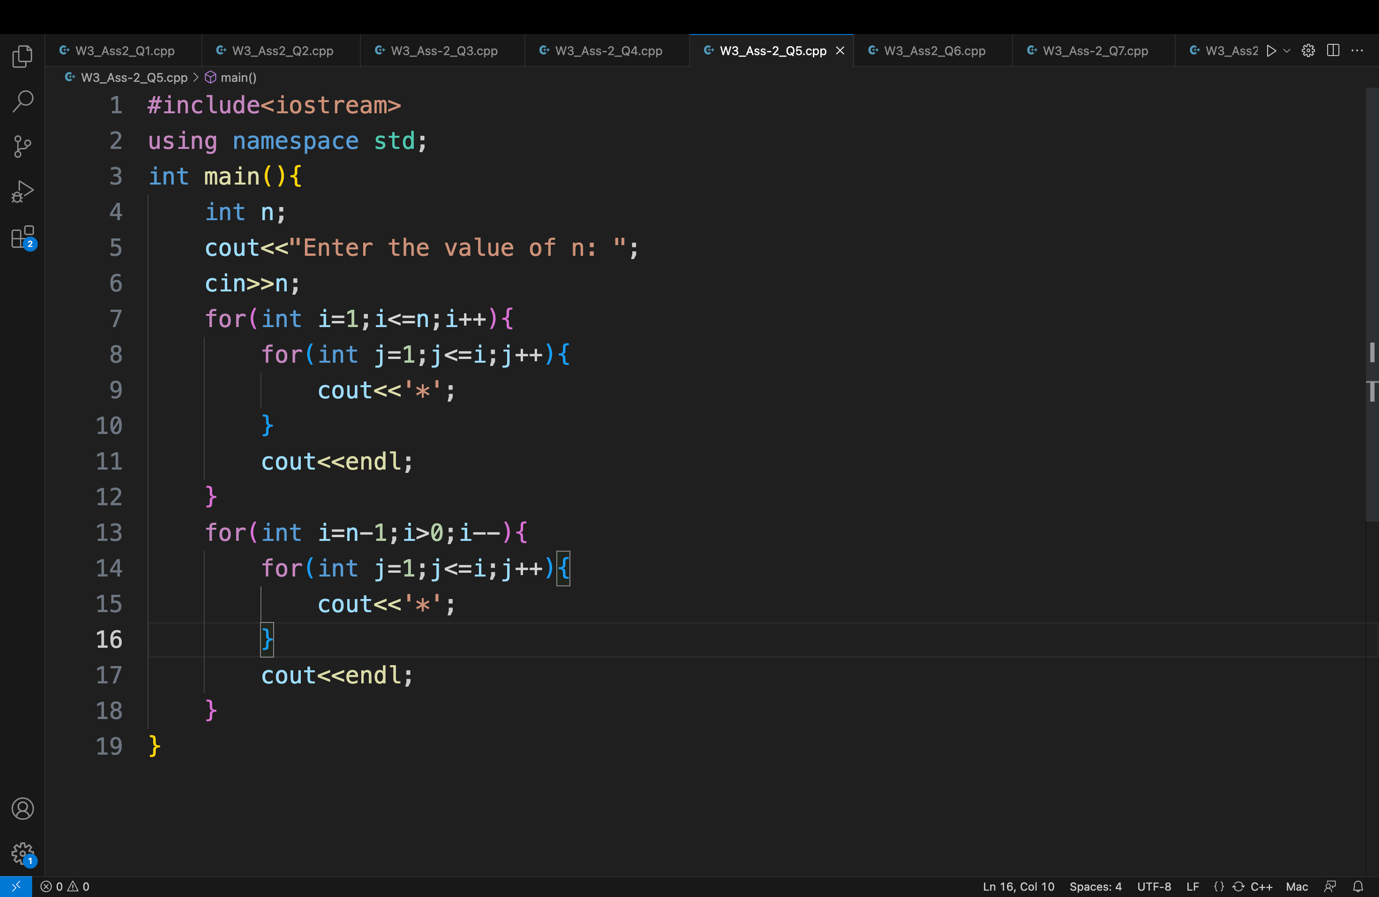 W3_Ass2_Q1.cpp W3_Ass2_Q2.cpp W3_Ass-2_Q3.cpp W3_Ass-2_Q4.cpp W3_Ass-2_Q5.cpp W3_Ass2_Q6.cpp W3_Ass-2_Q7.cpp W3_Ass2
W3_Ass-2_Q5.cpp > main()
1 #include<iostream>
2 using namespace std;
3 int main(){
4 int n;
5 cout<<"Enter the value of n: ";
6 cin>>n;
7 for(int i=1;i<=n;i++){
8 for(int j=1;j<=i;j++){
9 cout<<'*';
10 }
11 cout<<endl;
12 }
13 for(int i=n-1;i>0;i--){
14 for(int j=1;j<=i;j++){
15 cout<<'*';
16 }
17 cout<<endl;
18 }
19 }
2
1
0 0 Ln 16, Col 10 Spaces: 4 UTF-8 LF {} C++ Mac